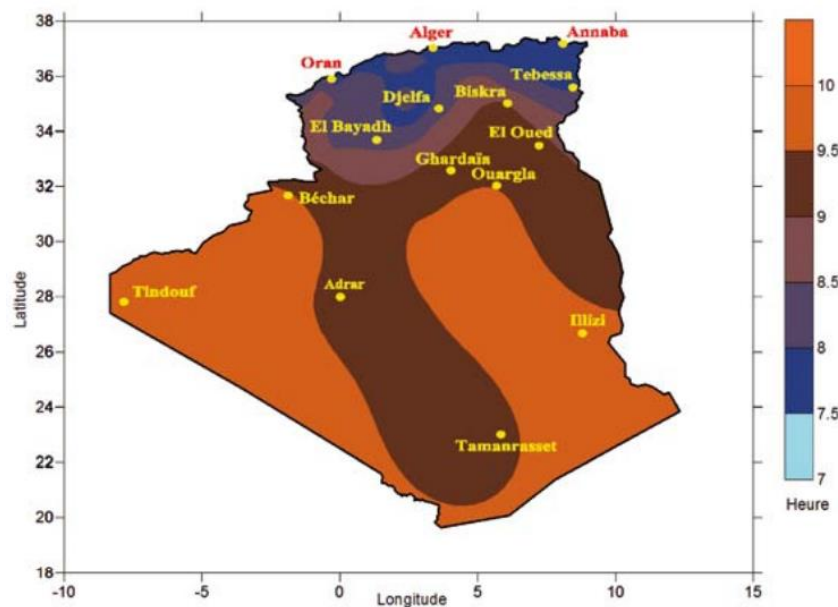 38
36
34
32
30
28
26
24
22
20
18
Latitude
-10
-5
0
5
10
15
Longitude
Alger
Annaba
Oran
Tebessa
Djelfa
Biskra
El Bayadh
El Oued
Ghardaïa
Ouargla
Béchar
Tindouf
Adrar
Illizi
Tamanrasset
10
9.5
9
8.5
8
7.5
7
Heure